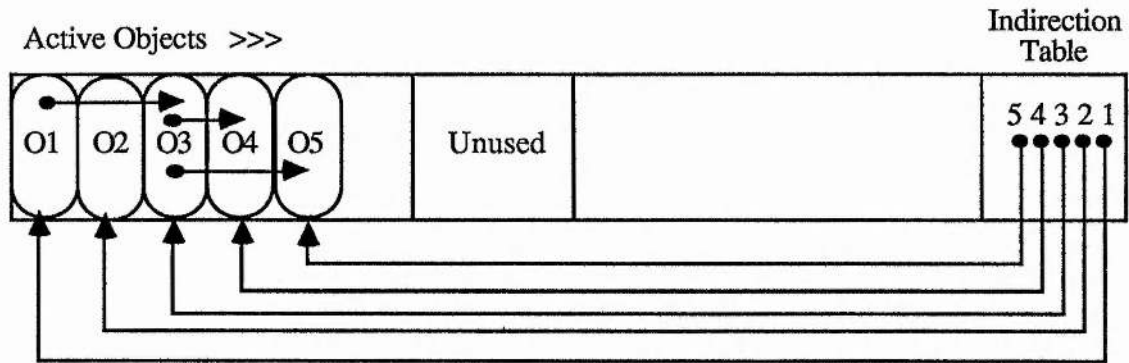 Active Objects >>>
Indirection
Table
O1 O2 O3 O4 O5
Unused
5 4 3 2 1